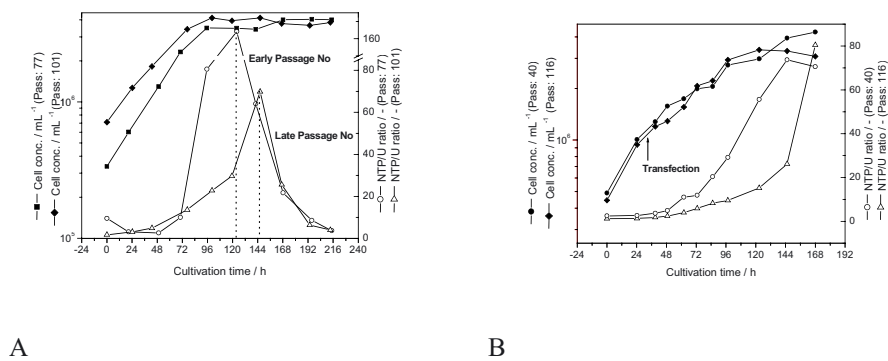 —■— Cell conc. / mL⁻¹ (Pass: 77)
—◆— Cell conc. / mL⁻¹ (Pass: 101)
10⁶
10⁵
160
80
60
40
20
0
Early Passage No
Late Passage No
-24 0 24 48 72 96 120 144 168 192 216 240
Cultivation time / h
—○— NTP/U ratio / - (Pass: 77)
—△— NTP/U ratio / - (Pass: 101)
A
—●— Cell conc. / mL⁻¹ (Pass: 40)
—◆— Cell conc. / mL⁻¹ (Pass: 116)
10⁶
80
60
40
20
0
Transfection
-24 0 24 48 72 96 120 144 168 192
Cultivation time / h
—○— NTP/U ratio / - (Pass: 40)
—△— NTP/U ratio / - (Pass: 116)
B